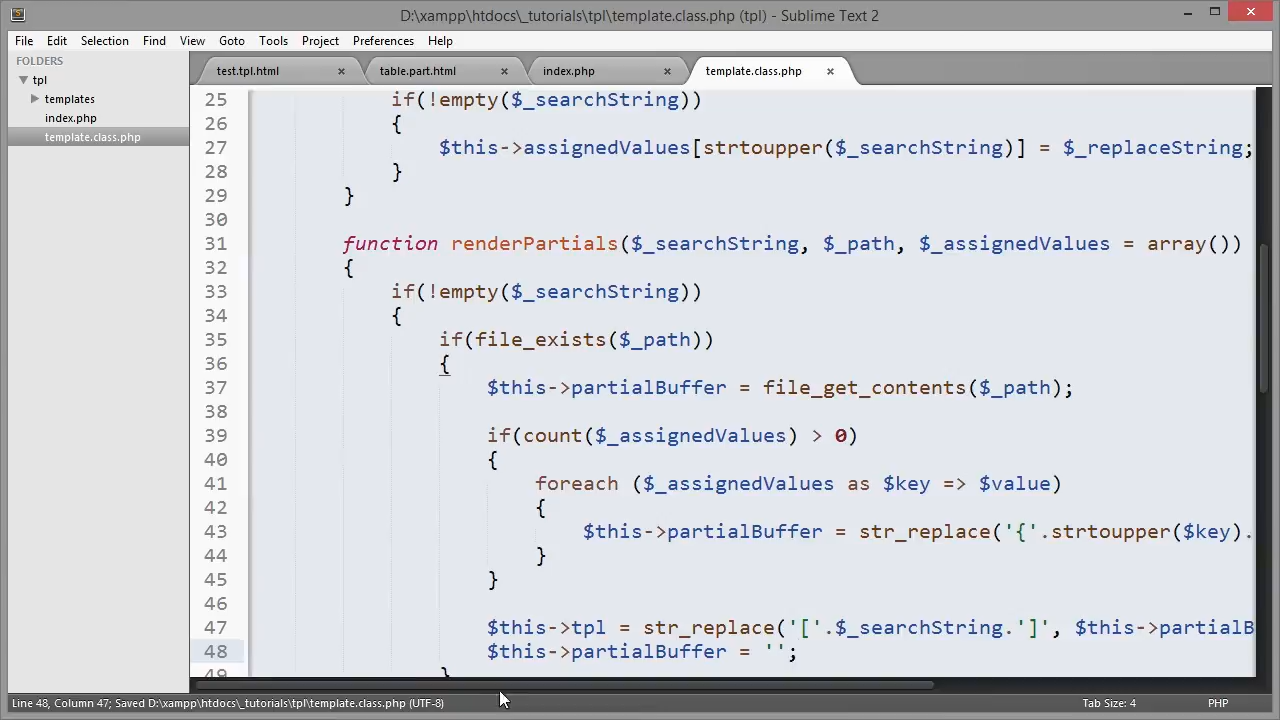 D:\xampp\htdocs\_tutorials\tpl\template.class.php (tpl) - Sublime Text 2
File Edit Selection Find View Goto Tools Project Preferences Help
FOLDERS
tpl
templates
index.php
template.class.php
test.tpl.html × table.part.html × index.php × template.class.php ×
25 if(!empty($_searchString))
26 {
27 $this->assignedValues[strtoupper($_searchString)] = $_replaceString;
28 }
29 }
30
31 function renderPartials($_searchString, $_path, $_assignedValues = array())
32 {
33 if(!empty($_searchString))
34 {
35 if(file_exists($_path))
36 {
37 $this->partialBuffer = file_get_contents($_path);
38
39 if(count($_assignedValues) > 0)
40 {
41 foreach ($_assignedValues as $key => $value)
42 {
43 $this->partialBuffer = str_replace('{'.strtoupper($key).
44 }
45 }
46
47 $this->tpl = str_replace('['.$_searchString.']', $this->partialB
48 $this->partialBuffer = '';
49 }
Line 48, Column 47; Saved D:\xampp\htdocs\_tutorials\tpl\template.class.php (UTF-8) Tab Size: 4 PHP